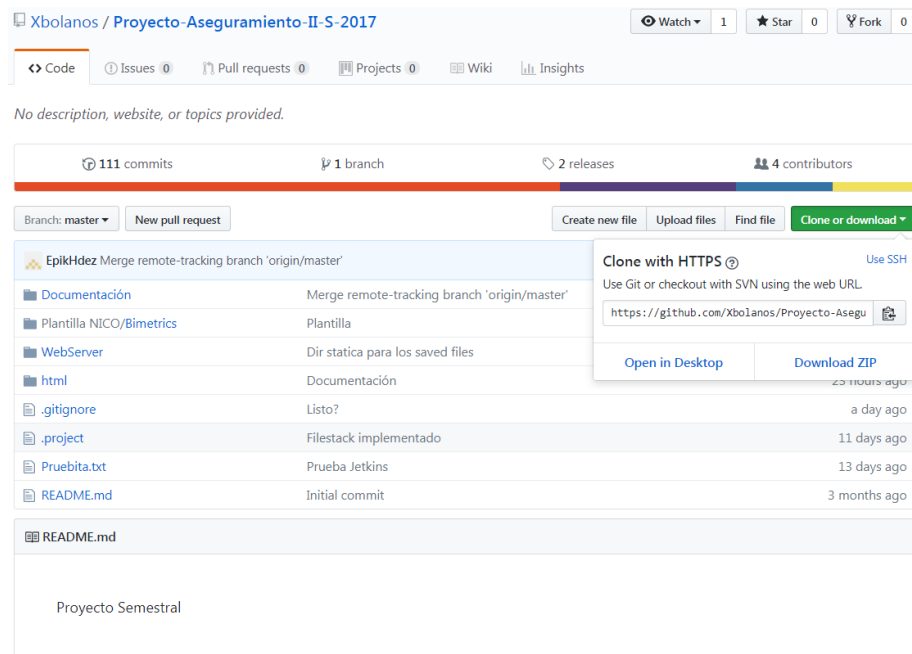 Xbolanos / Proyecto-Aseguramiento-II-S-2017
Watch 1 Star 0 Fork 0
Code Issues 0 Pull requests 0 Projects 0 Wiki Insights
No description, website, or topics provided.
111 commits 1 branch 2 releases 4 contributors
Branch: master New pull request Create new file Upload files Find file Clone or download
EpikHdez Merge remote-tracking branch 'origin/master'
Clone with HTTPS Use SSH
Use Git or checkout with SVN using the web URL.
https://github.com/Xbolanos/Proyecto-Asegu
Open in Desktop Download ZIP
Documentación Merge remote-tracking branch 'origin/master'
Plantilla NICO/Bimetrics Plantilla
WebServer Dir statica para los saved files
html Documentación 23 hours ago
.gitignore Listo? a day ago
.project Filestack implementado 11 days ago
Pruebita.txt Prueba Jetkins 13 days ago
README.md Initial commit 3 months ago
README.md
Proyecto Semestral